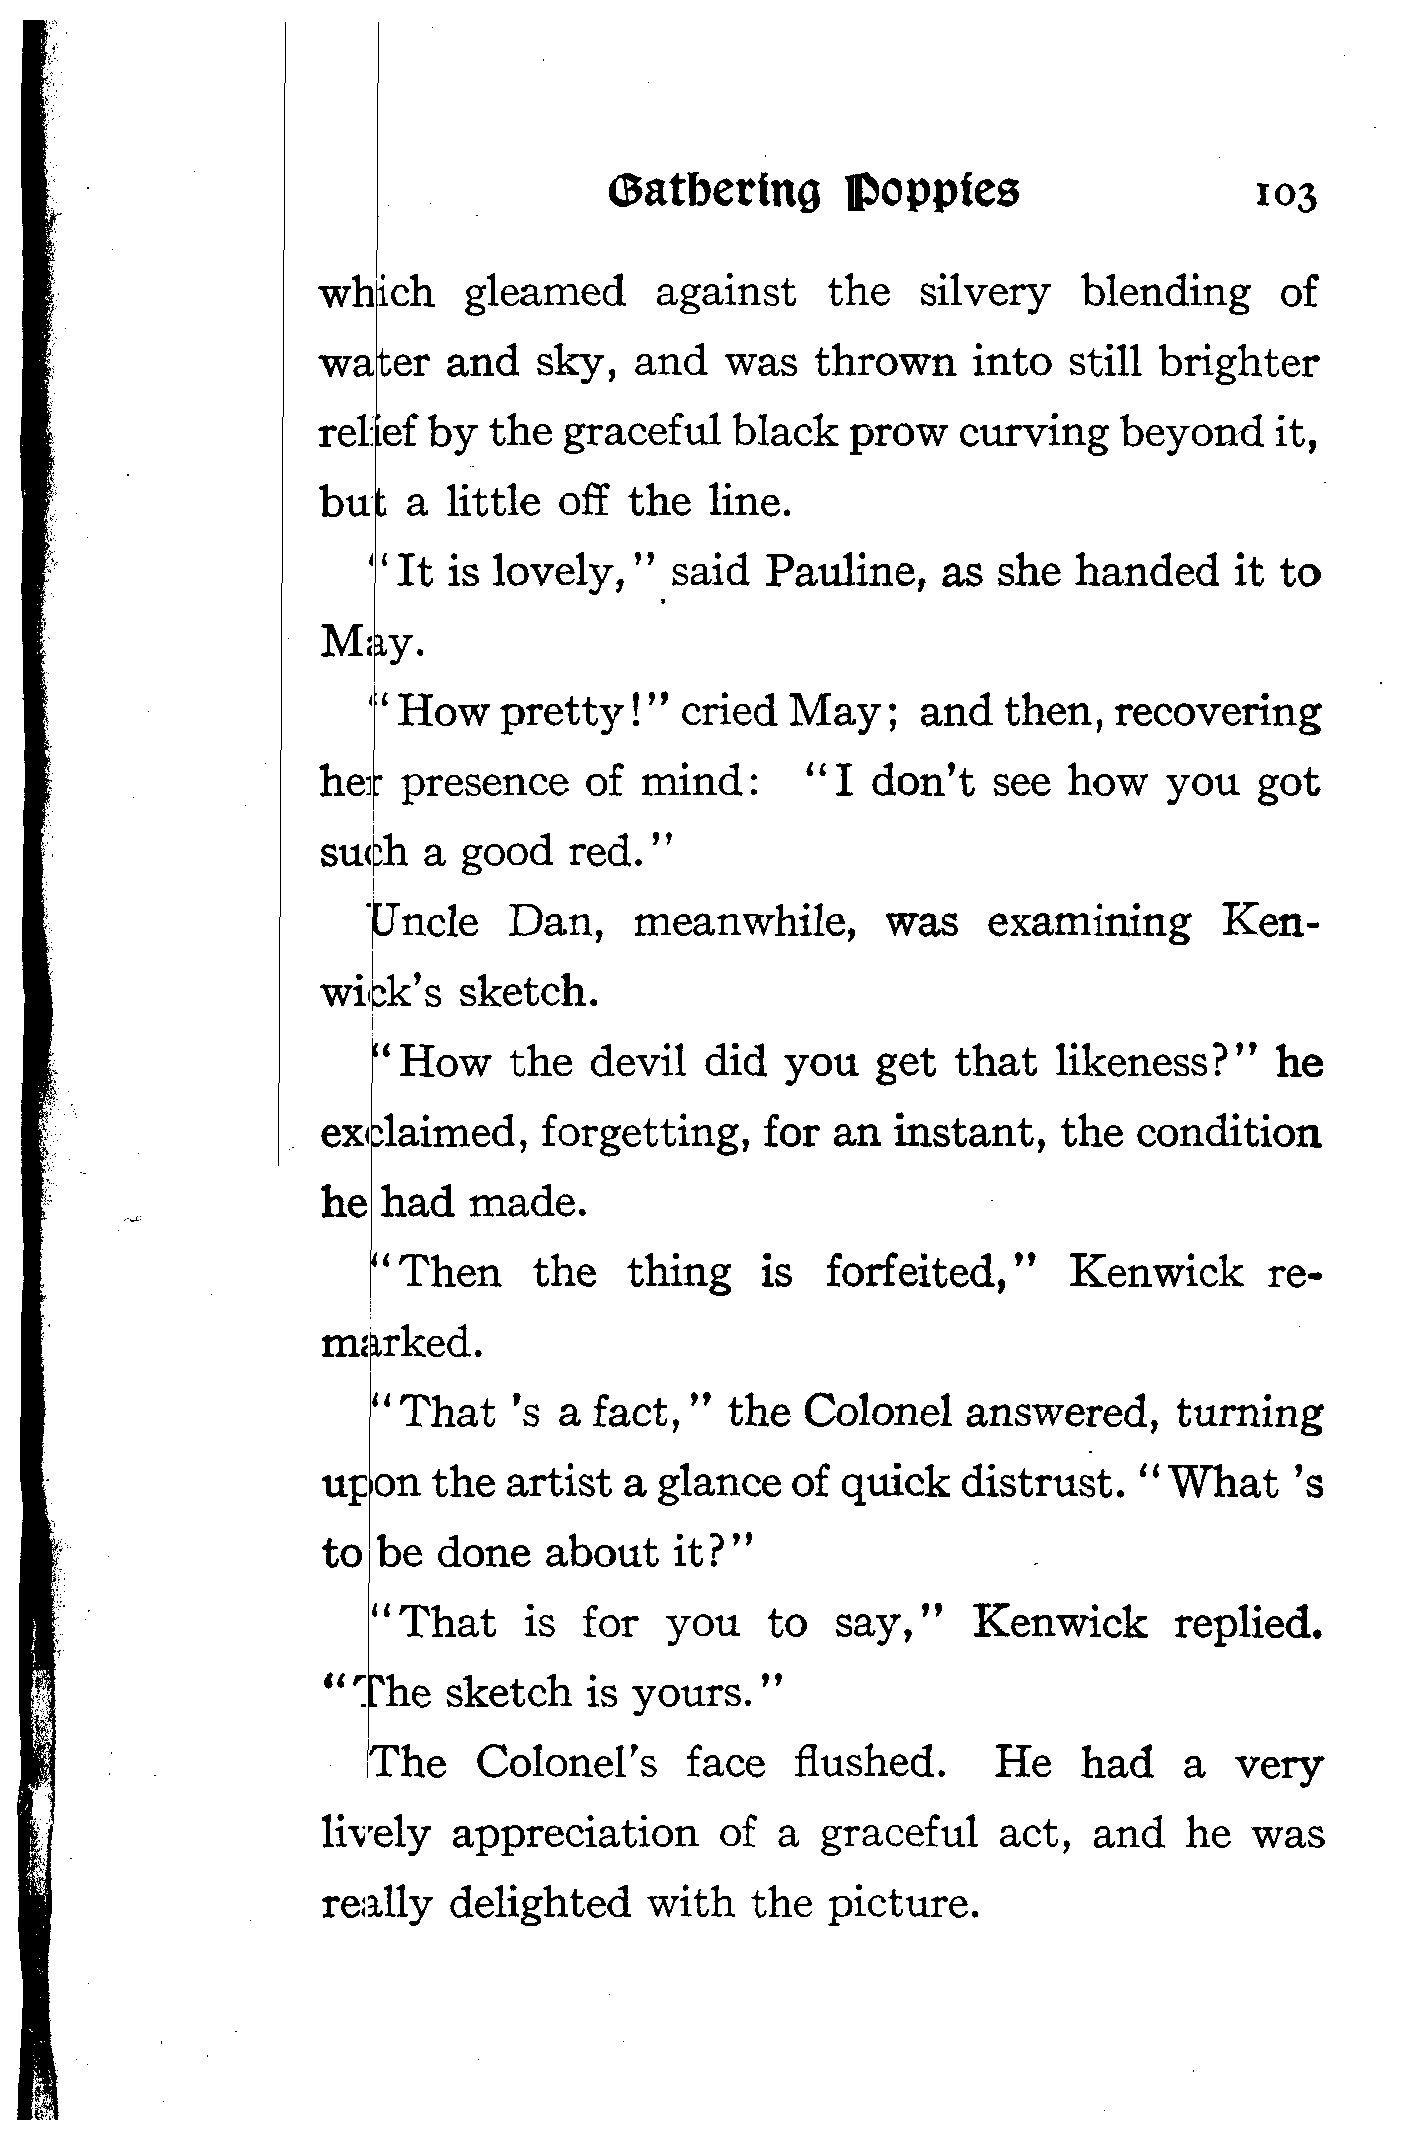 Gathering Poppies 103
which gleamed against the silvery blending of
water and sky, and was thrown into still brighter
relief by the graceful black prow curving beyond it,
but a little off the line.
"It is lovely," said Pauline, as she handed it to
May.
"How pretty!" cried May; and then, recovering
her presence of mind: "I don't see how you got
such a good red."
Uncle Dan, meanwhile, was examining Ken-
wick's sketch.
"How the devil did you get that likeness?" he
exclaimed, forgetting, for an instant, the condition
he had made.
"Then the thing is forfeited," Kenwick re-
marked.
"That 's a fact," the Colonel answered, turning
upon the artist a glance of quick distrust. "What 's
to be done about it?"
"That is for you to say," Kenwick replied.
"The sketch is yours."
The Colonel's face flushed. He had a very
lively appreciation of a graceful act, and he was
really delighted with the picture.